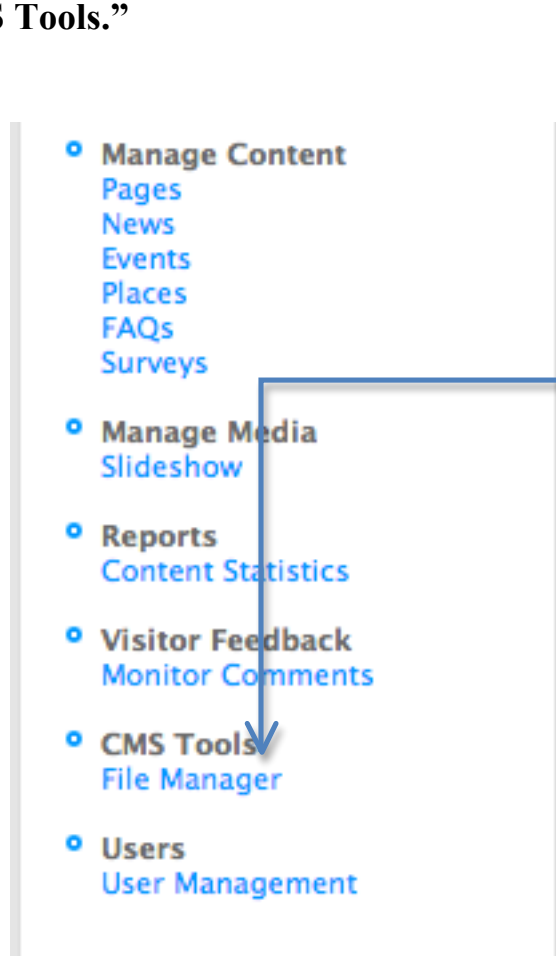 Tools.”
Manage Content
Pages
News
Events
Places
FAQs
Surveys
Manage Media
Slideshow
Reports
Content Statistics
Visitor Feedback
Monitor Comments
CMS Tools
File Manager
Users
User Management